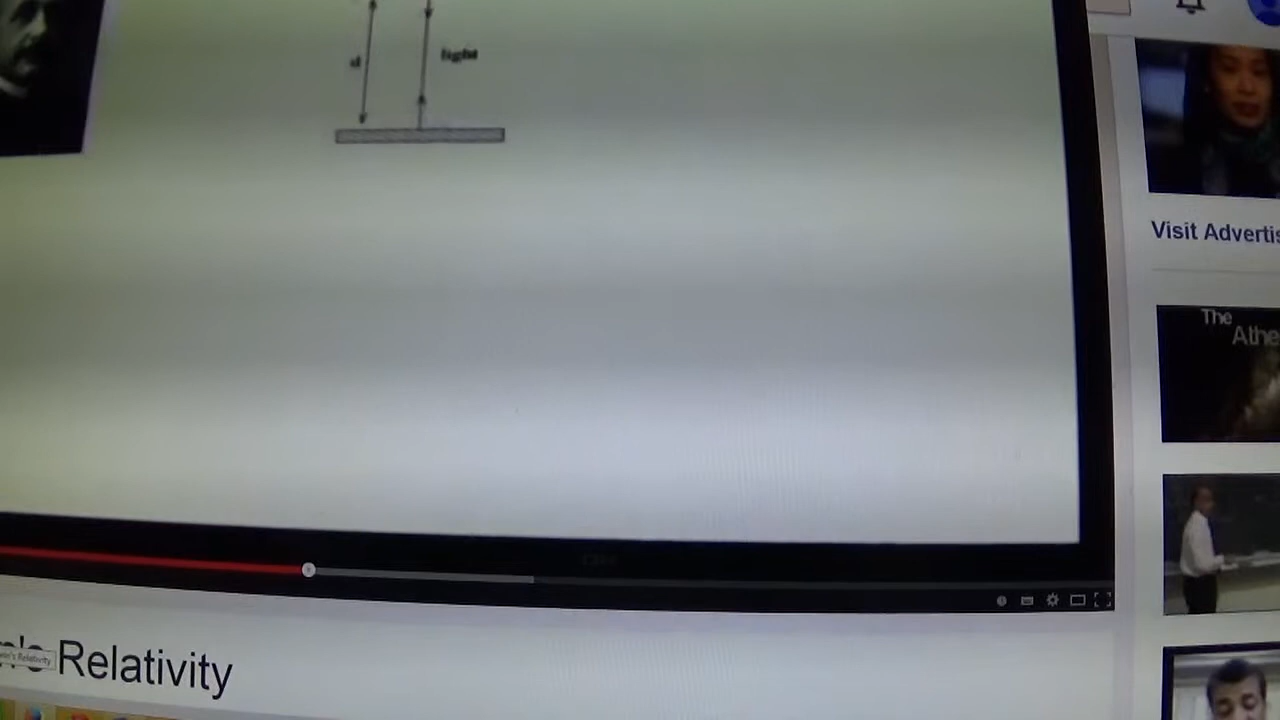 d
light
Visit Advertis
The
Athe
n's Relativity